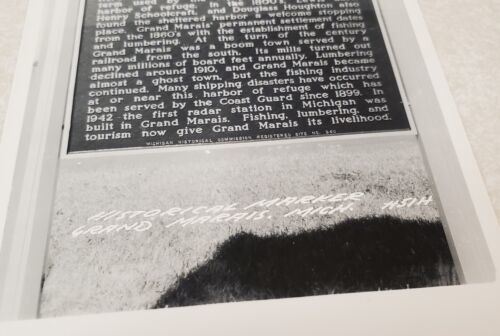 harbor of refuge. In the 1800's Lewis
Henry Schoolcraft, and Douglass Houghton also
found the sheltered harbor a welcome stopping
place. Grand Marais' permanent settlement dates
from the 1860's with the establishment of fishing
and lumbering. At the turn of the century
Grand Marais was a boom town served by a
railroad from the south. Its mills turned out
many millions of board feet annually. Lumbering
declined around 1910, and Grand Marais became
almost a ghost town, but the fishing industry
continued. Many shipping disasters have occurred
at or near this harbor of refuge which has
been served by the Coast Guard since 1899. In
1942 the first radar station in Michigan was
built in Grand Marais. Fishing, lumbering, and
tourism now give Grand Marais its livelihood.
MICHIGAN HISTORICAL COMMISSION REGISTERED SITE NO.
HISTORICAL MARKER
GRAND MARAIS, MICH H51H